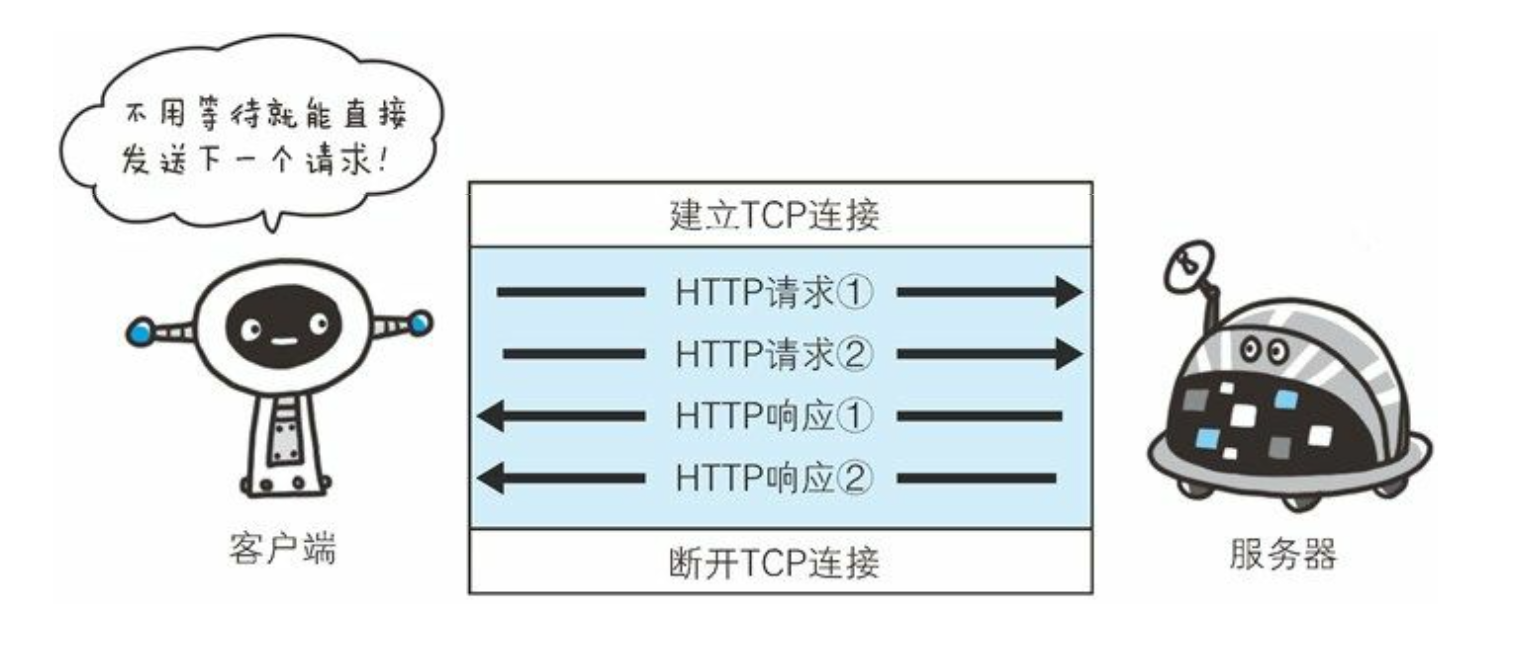 不用等待就能直接
发送下一个请求!
建立TCP连接
HTTP请求①
HTTP请求②
HTTP响应①
HTTP响应②
断开TCP连接
客户端
服务器